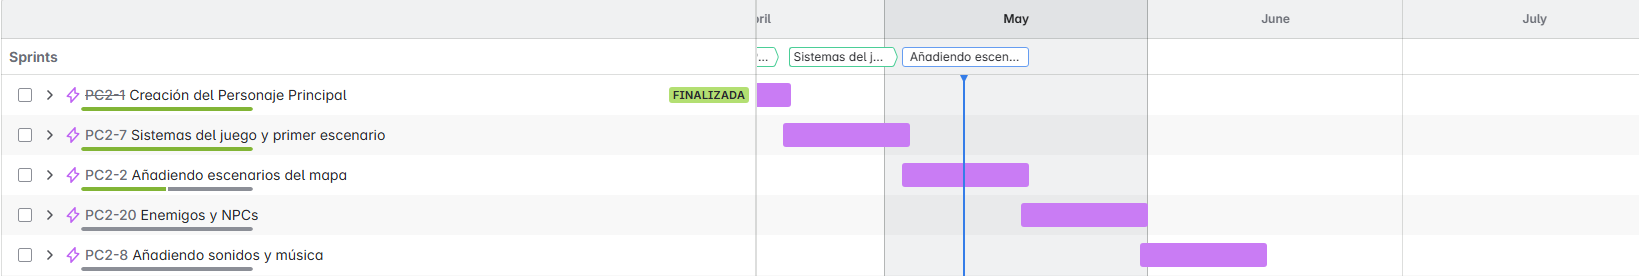 ril May June July
Sprints ... Sistemas del j... Añadiendo escen...
PC2-1 Creación del Personaje Principal FINALIZADA
PC2-7 Sistemas del juego y primer escenario
PC2-2 Añadiendo escenarios del mapa
PC2-20 Enemigos y NPCs
PC2-8 Añadiendo sonidos y música